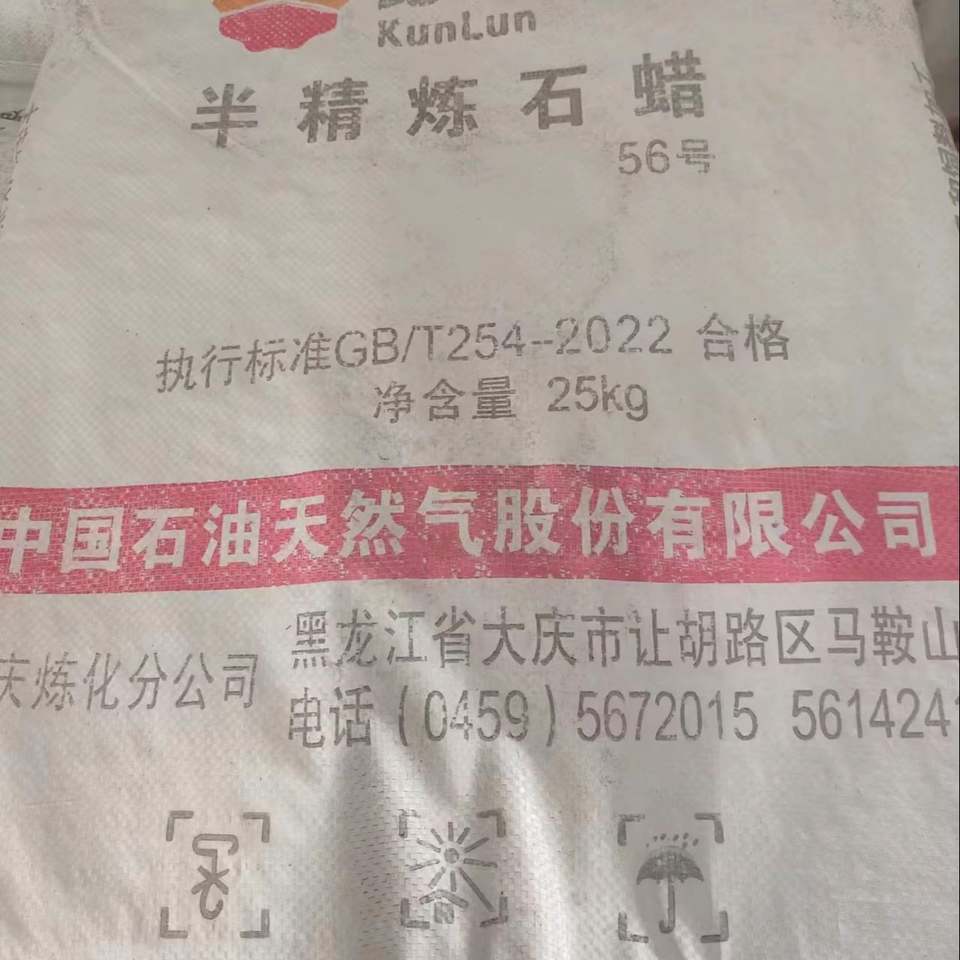 KunLun
半精炼石蜡
56号
执行标准GB/T254-2022 合格
净含量 25kg
中国石油天然气股份有限公司
庆炼化分公司
黑龙江省大庆市让胡路区马鞍山
电话(0459)5672015 561424